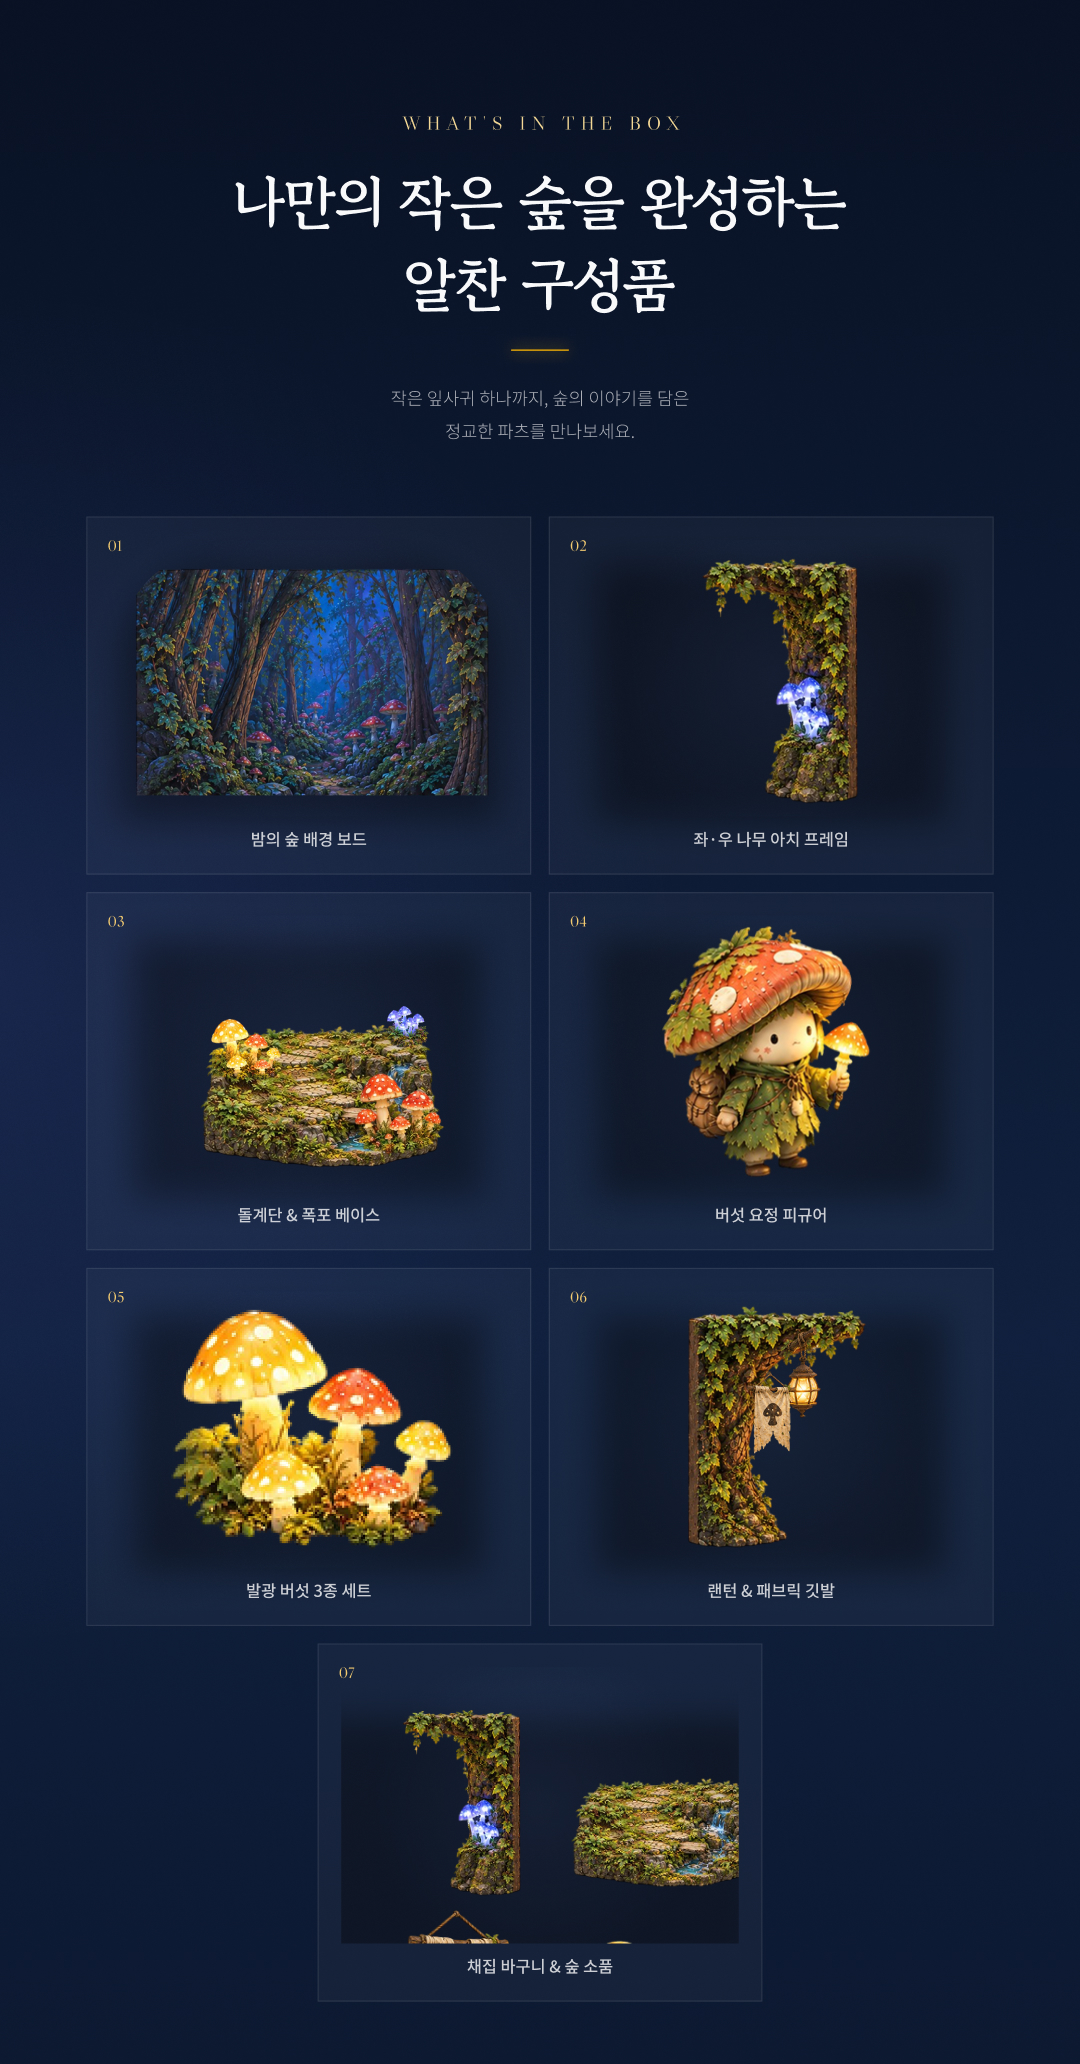 WHAT'S IN THE BOX
나만의 작은 숲을 완성하는
알찬 구성품
작은 잎사귀 하나까지, 숲의 이야기를 담은
정교한 파츠를 만나보세요.
01
밤의 숲 배경 보드
02
좌·우 나무 아치 프레임
03
돌계단 & 폭포 베이스
04
버섯 요정 피규어
05
발광 버섯 3종 세트
06
랜턴 & 패브릭 깃발
07
채집 바구니 & 숲 소품